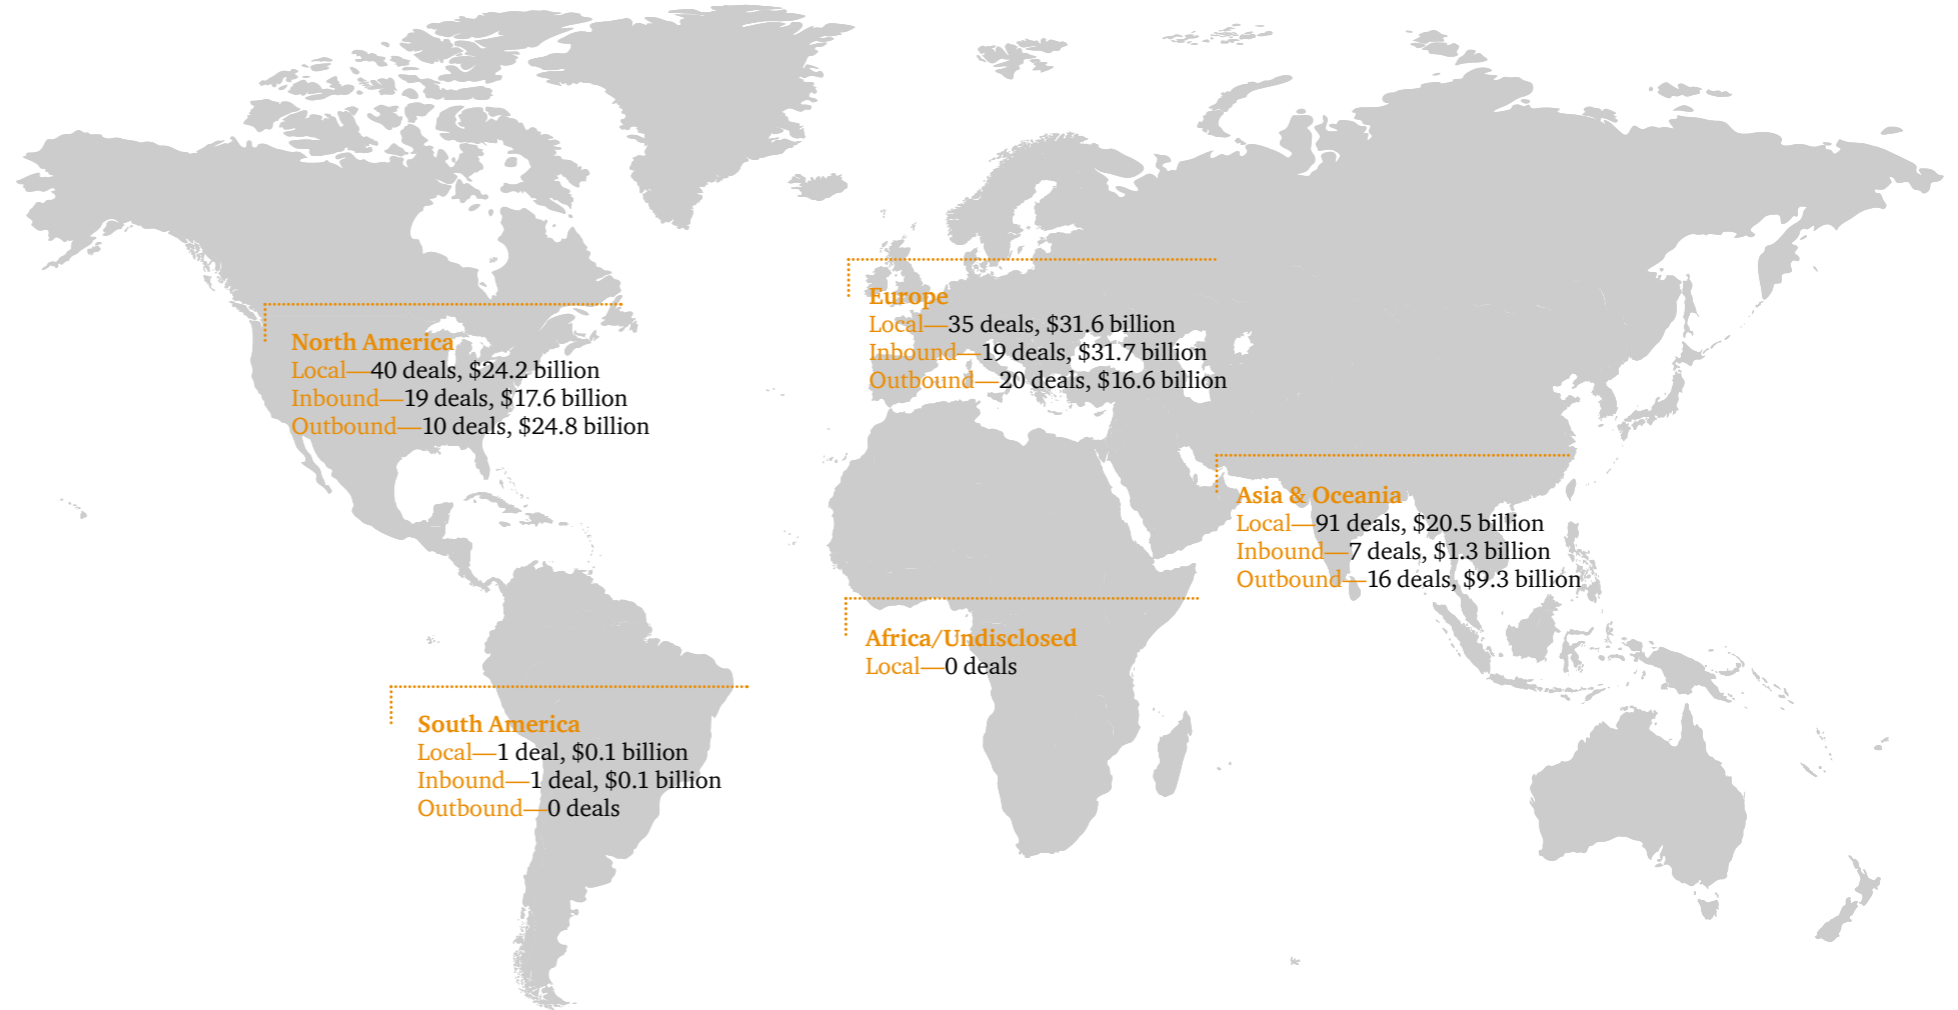 North America
Local—40 deals, $24.2 billion
Inbound—19 deals, $17.6 billion
Outbound—10 deals, $24.8 billion
Europe
Local—35 deals, $31.6 billion
Inbound—19 deals, $31.7 billion
Outbound—20 deals, $16.6 billion
Asia & Oceania
Local—91 deals, $20.5 billion
Inbound—7 deals, $1.3 billion
Outbound—16 deals, $9.3 billion
Africa/Undisclosed
Local—0 deals
South America
Local—1 deal, $0.1 billion
Inbound—1 deal, $0.1 billion
Outbound—0 deals